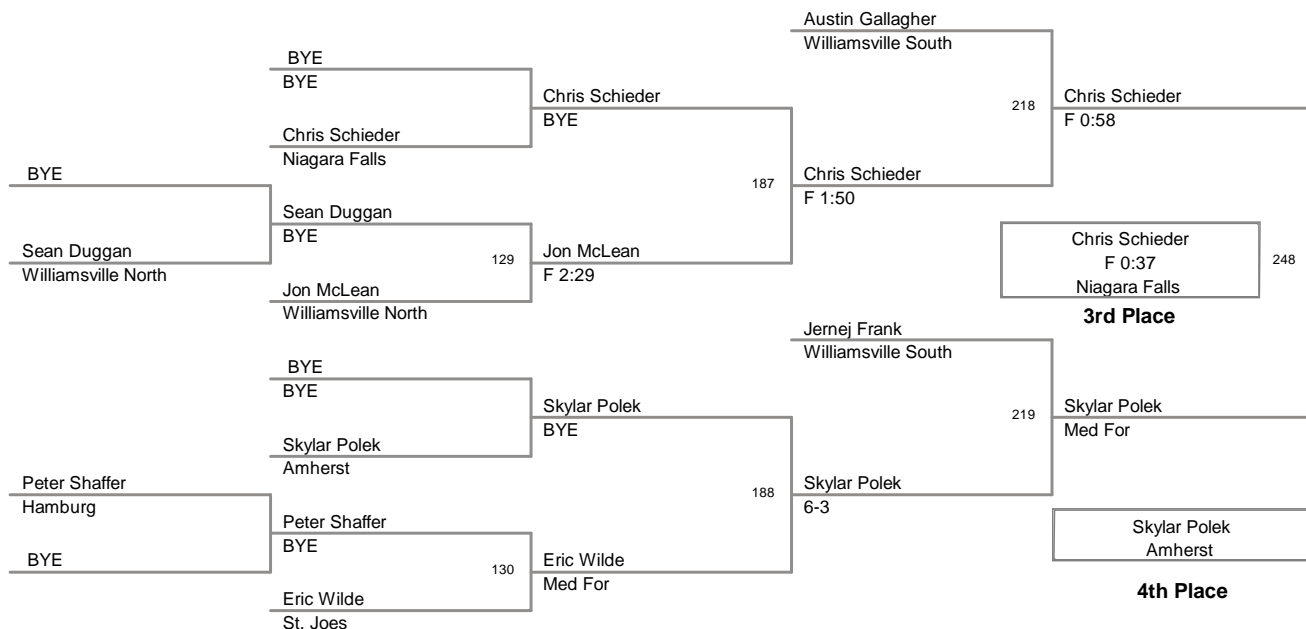 Austin Gallagher
Williamsville South
BYE
BYE
Chris Schieder
BYE
218
Chris Schieder
F 0:58
Chris Schieder
Niagara Falls
BYE
187
Chris Schieder
F 1:50
Sean Duggan
BYE
Sean Duggan
Williamsville North
129
Jon McLean
F 2:29
Chris Schieder
F 0:37
Niagara Falls
248
3rd Place
Jon McLean
Williamsville North
Jernej Frank
Williamsville South
BYE
BYE
Skylar Polek
BYE
219
Skylar Polek
Med For
Skylar Polek
Amherst
Peter Shaffer
Hamburg
188
Skylar Polek
6-3
Peter Shaffer
BYE
Skylar Polek
Amherst
4th Place
BYE
130
Eric Wilde
Med For
Eric Wilde
St. Joes